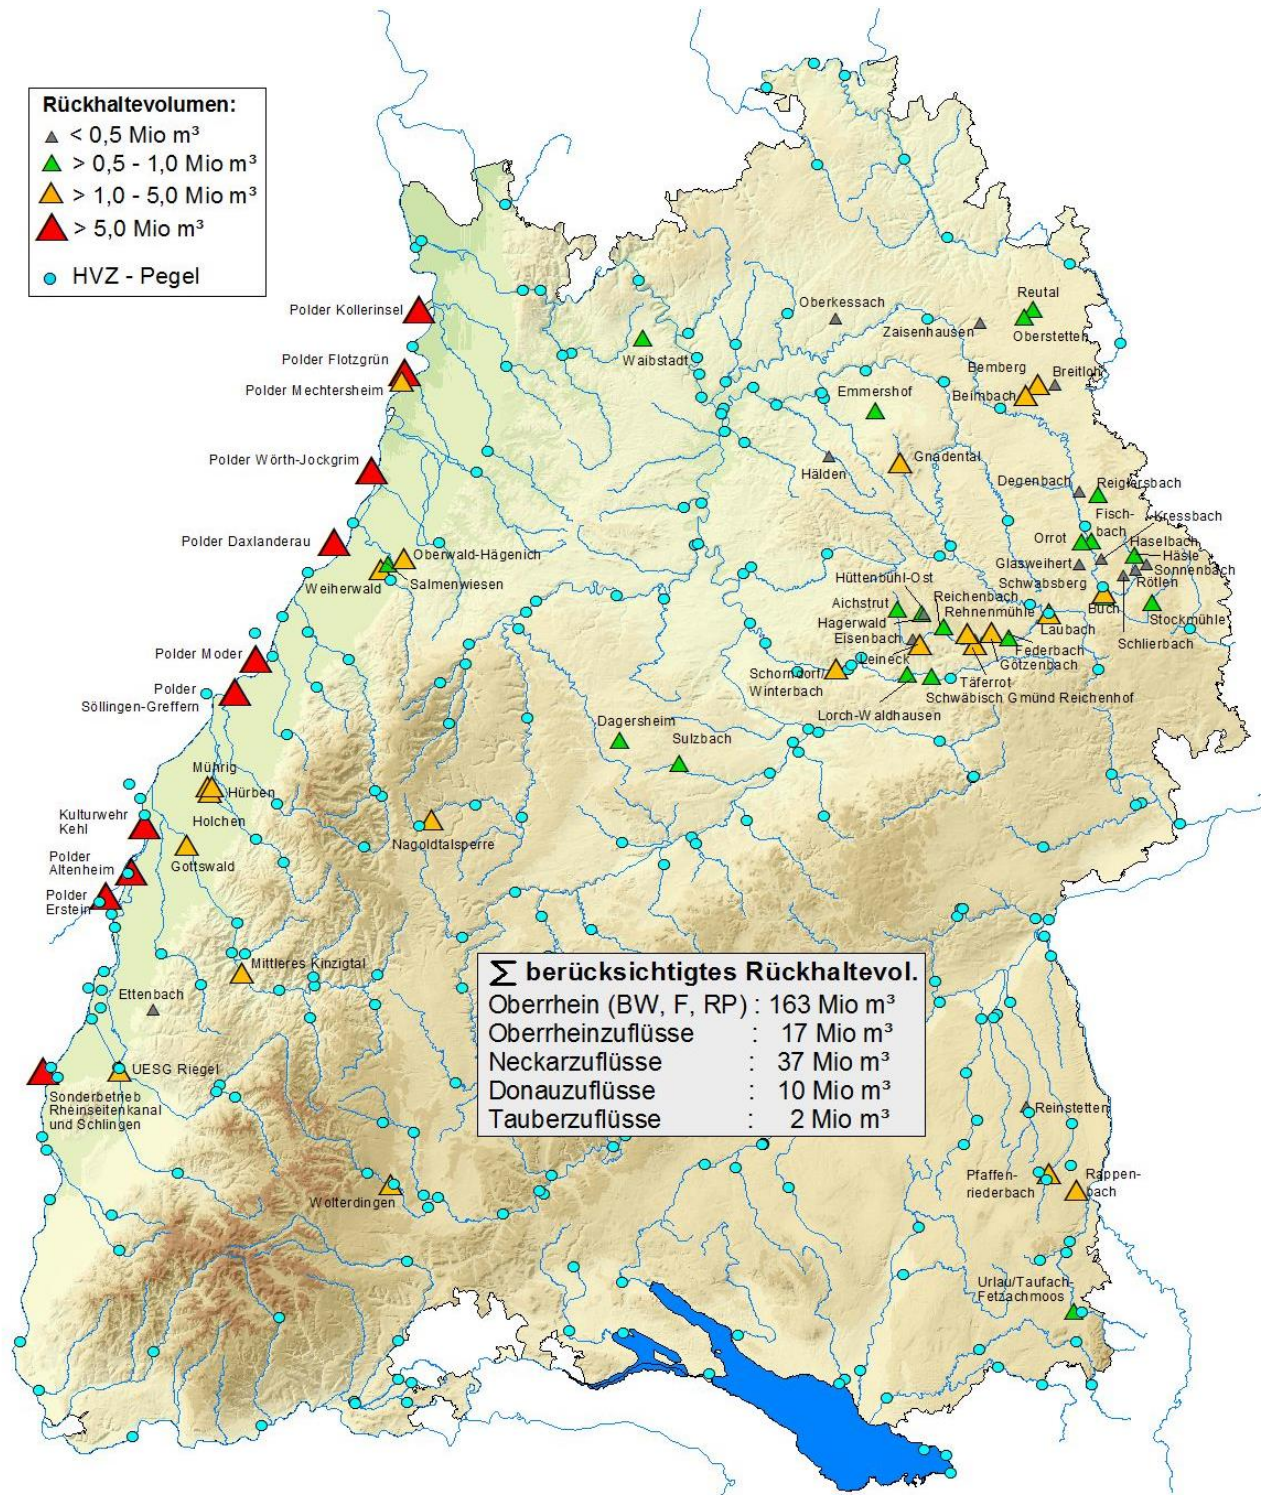 Rückhaltevolumen:
< 0,5 Mio m³
> 0,5 - 1,0 Mio m³
> 1,0 - 5,0 Mio m³
> 5,0 Mio m³
HVZ - Pegel
Polder Kollerinsel
Polder Flotzgrün
Polder Mechtersheim
Polder Wörth-Jockgrim
Polder Daxlanderau
Oberwald-Hägenich
Weiherwald
Salmenwiesen
Polder Moder
Polder
Söllingen-Greffern
Mührig
Hürben
Holchen
Kulturwehr
Kehl
Gottswald
Polder
Altenheim
Polder
Erstein
Nagoldtalsperre
Mittleres Kinzigtal
Ettenbach
UESG Riegel
Sonderbetrieb
Rheinseitenkanal
und Schlingen
Wolterdingen
Waibstadt
Oberkessach
Zaisenhausen
Reutal
Oberstetten
Bemberg
Breitloh
Beimbach
Emmershof
Gnadental
Hälden
Degenbach
Reiglersbach
Fisch-
bach
Kressbach
Orrot
Haselbach
Häsle
Glasweihert
Sonnenbach
Schwabsberg
Rötlen
Buch
Stockmühle
Schlierbach
Hüttenbühl-Ost
Reichenbach
Aichstrut
Rehnenmühle
Hagerwald
Laubach
Eisenbach
Federbach
Leineck
Götzenbach
Schorndorf/
Winterbach
Täferrot
Schwäbisch Gmünd Reichenhof
Lorch-Waldhausen
Dagersheim
Sulzbach
∑ berücksichtigtes Rückhaltevol.
Oberrhein (BW, F, RP) : 163 Mio m³
Oberrheinzuflüsse : 17 Mio m³
Neckarzuflüsse : 37 Mio m³
Donauzuflüsse : 10 Mio m³
Tauberzuflüsse : 2 Mio m³
Reinstetten
Pfaffen-
riederbach
Rappen-
bach
Urlau/Taufach-
Fetzachmoos